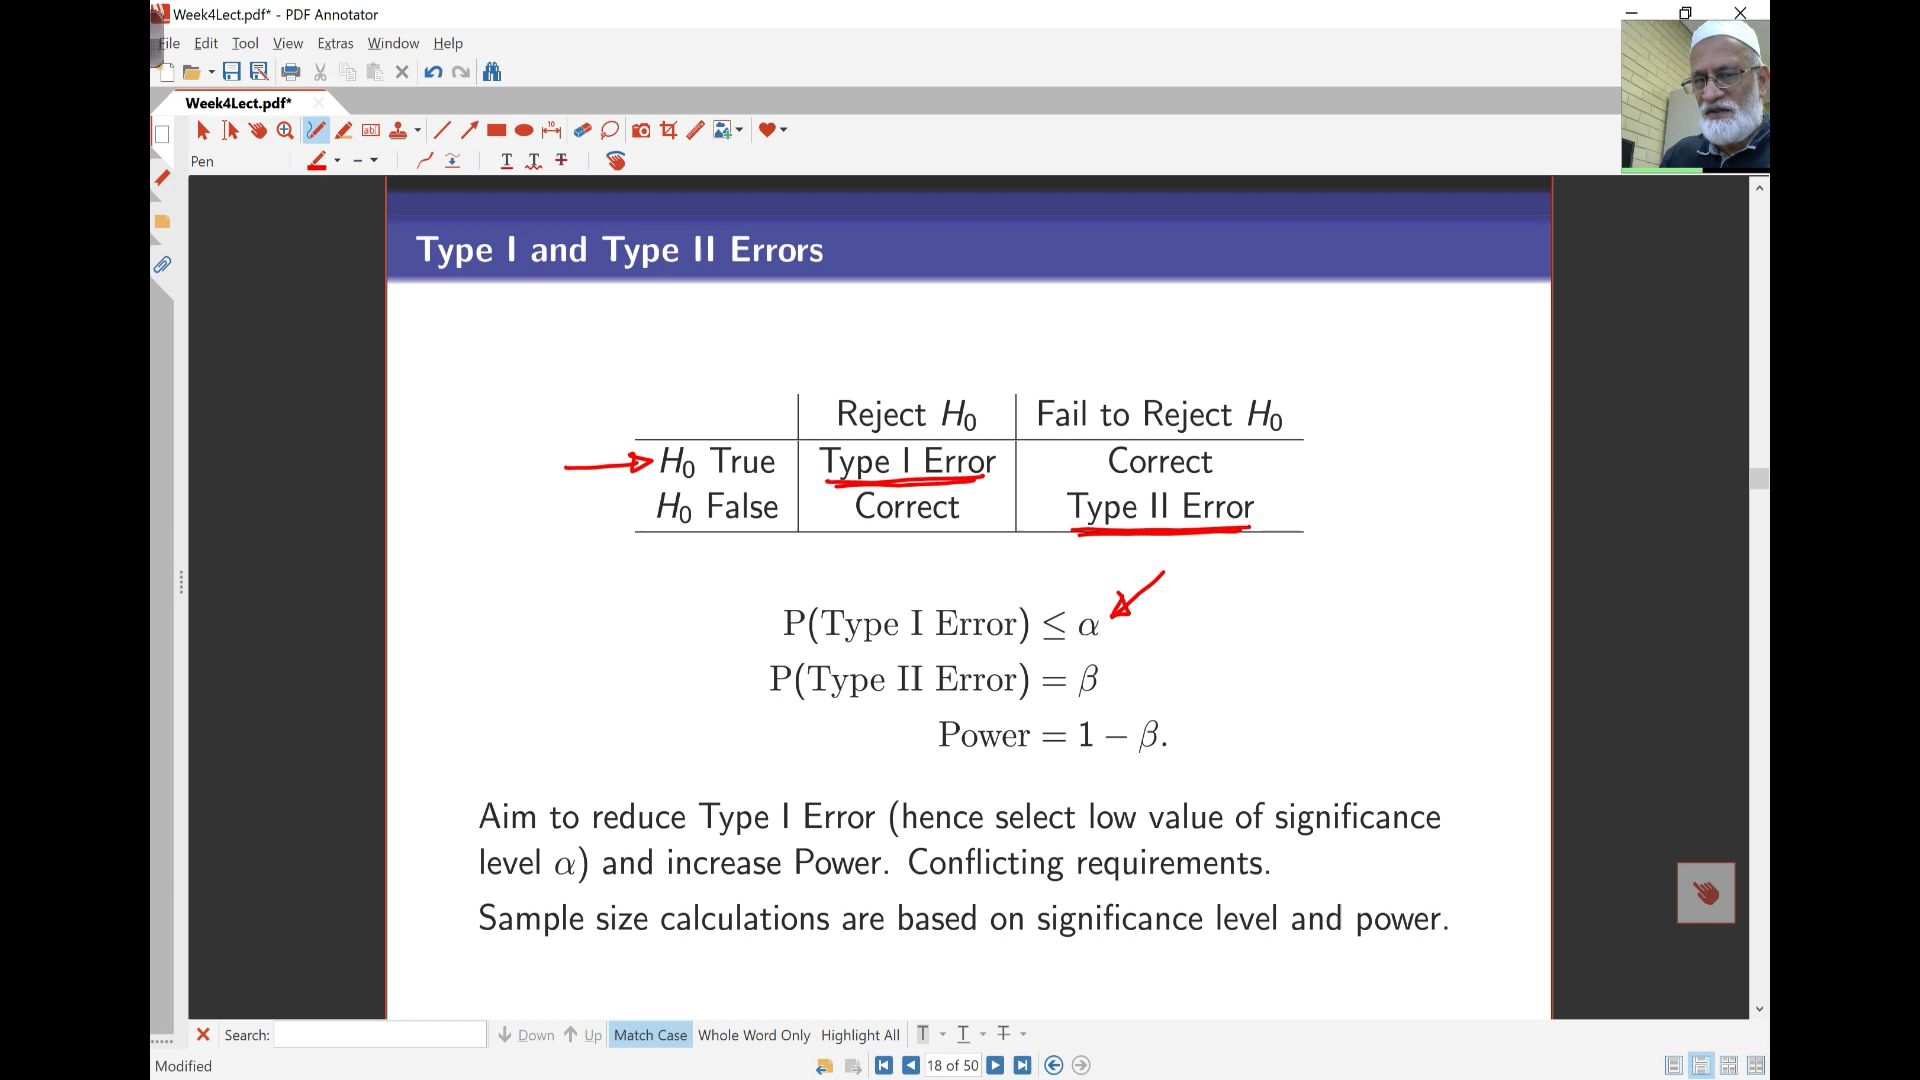 Week4Lect.pdf* - PDF Annotator
File Edit Tool View Extras Window Help
Week4Lect.pdf*
Pen
Type I and Type II Errors
Reject H₀ Fail to Reject H₀
H₀ True Type I Error Correct
H₀ False Correct Type II Error
P(Type I Error) ≤ α
P(Type II Error) = β
Power = 1 − β.
Aim to reduce Type I Error (hence select low value of significance
level α) and increase Power. Conflicting requirements.
Sample size calculations are based on significance level and power.
Search: Down Up Match Case Whole Word Only Highlight All
Modified 18 of 50